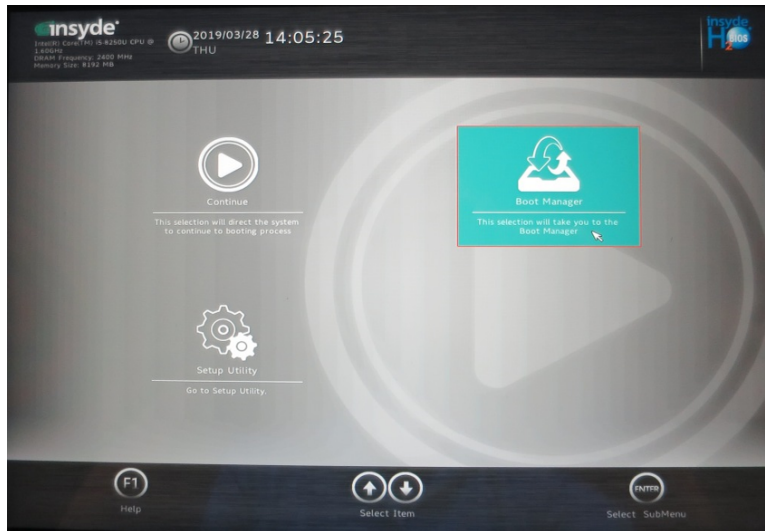 insyde
Intel(R) Core(TM) i5-8250U CPU @
1.60GHz
DRAM Frequency: 2400 MHz
Memory Size: 8192 MB
2019/03/28 14:05:25
THU
insyde
H2O BIOS
Continue
This selection will direct the system
to continue to booting process
Boot Manager
This selection will take you to the
Boot Manager
Setup Utility
Go to Setup Utility.
F1
Help
Select Item
ENTER
Select SubMenu